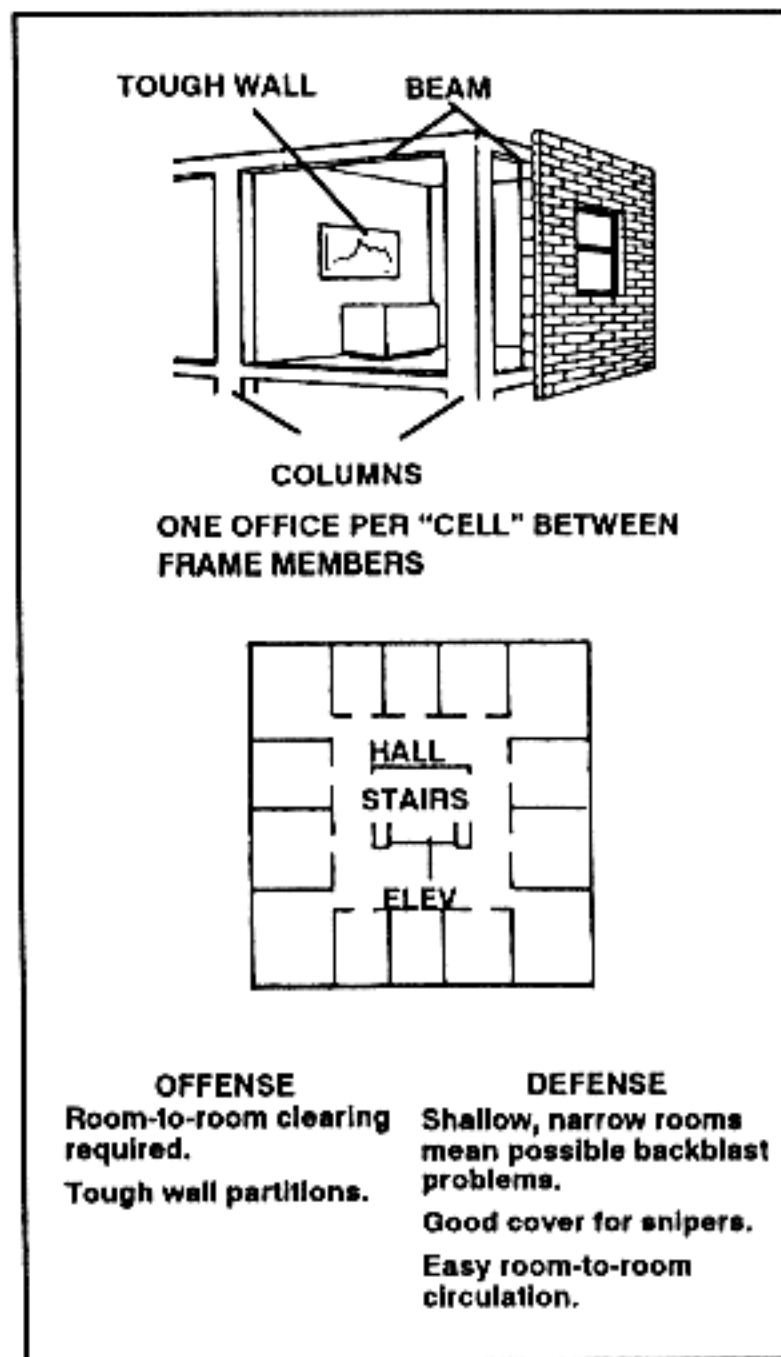 TOUGH WALL
BEAM
COLUMNS
ONE OFFICE PER “CELL” BETWEEN
FRAME MEMBERS
HALL
STAIRS
ELEV
OFFENSE
Room-to-room clearing
required.
Tough wall partitions.
DEFENSE
Shallow, narrow rooms
mean possible backblast
problems.
Good cover for snipers.
Easy room-to-room
circulation.